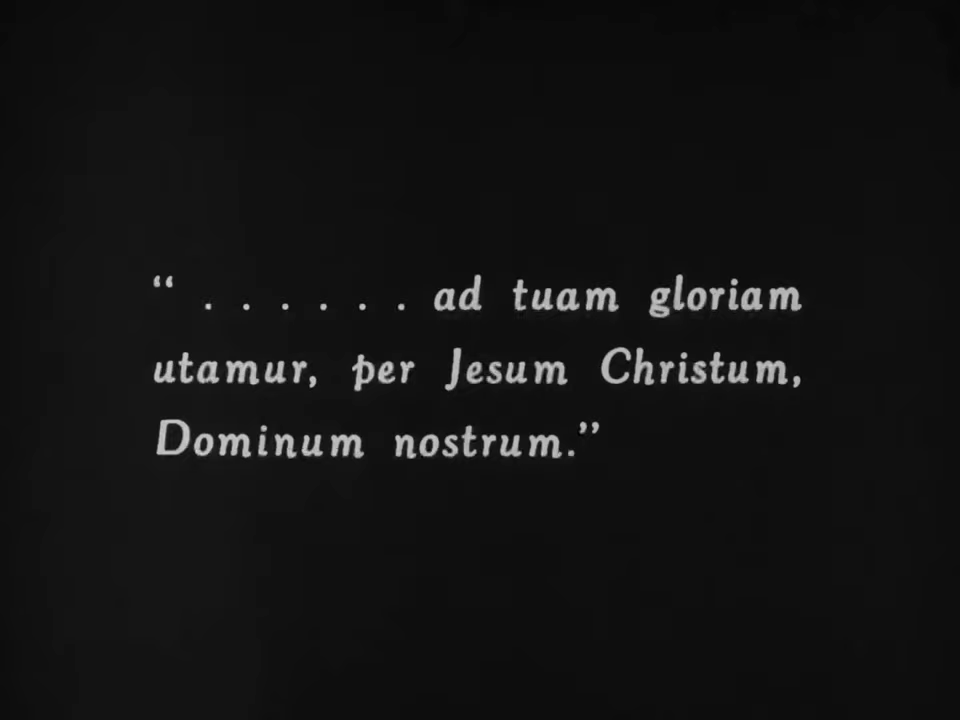 “ . . . . . . ad tuam gloriam
utamur, per Jesum Christum,
Dominum nostrum.”